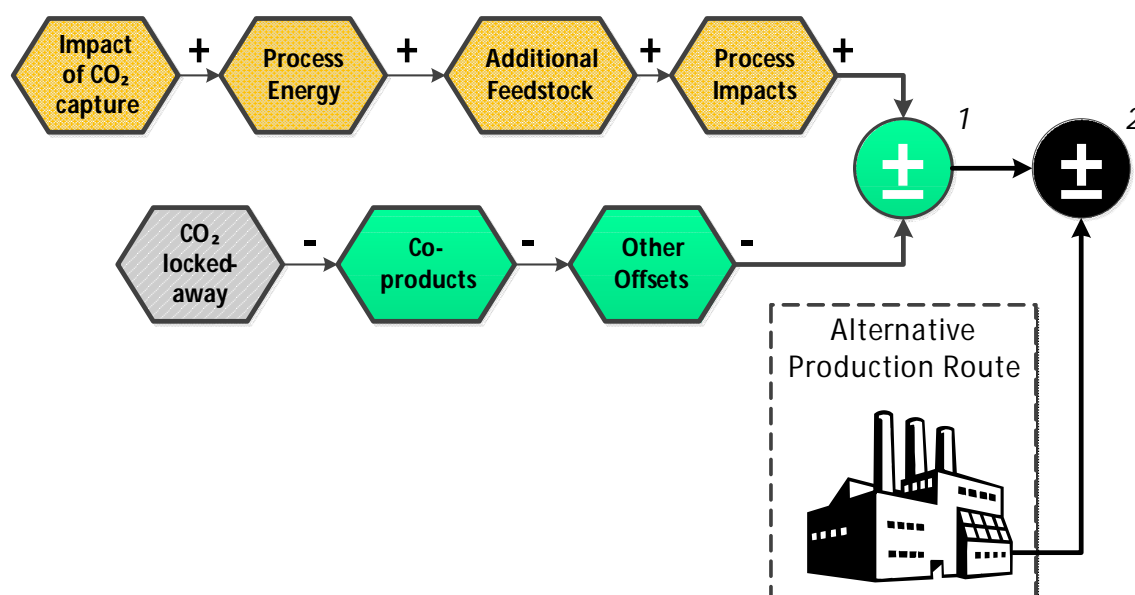 Impact
of CO₂
capture
+
Process
Energy
+
Additional
Feedstock
+
Process
Impacts
+
1
±
2
±
CO₂
locked-
away
-
Co-
products
-
Other
Offsets
-
Alternative
Production Route